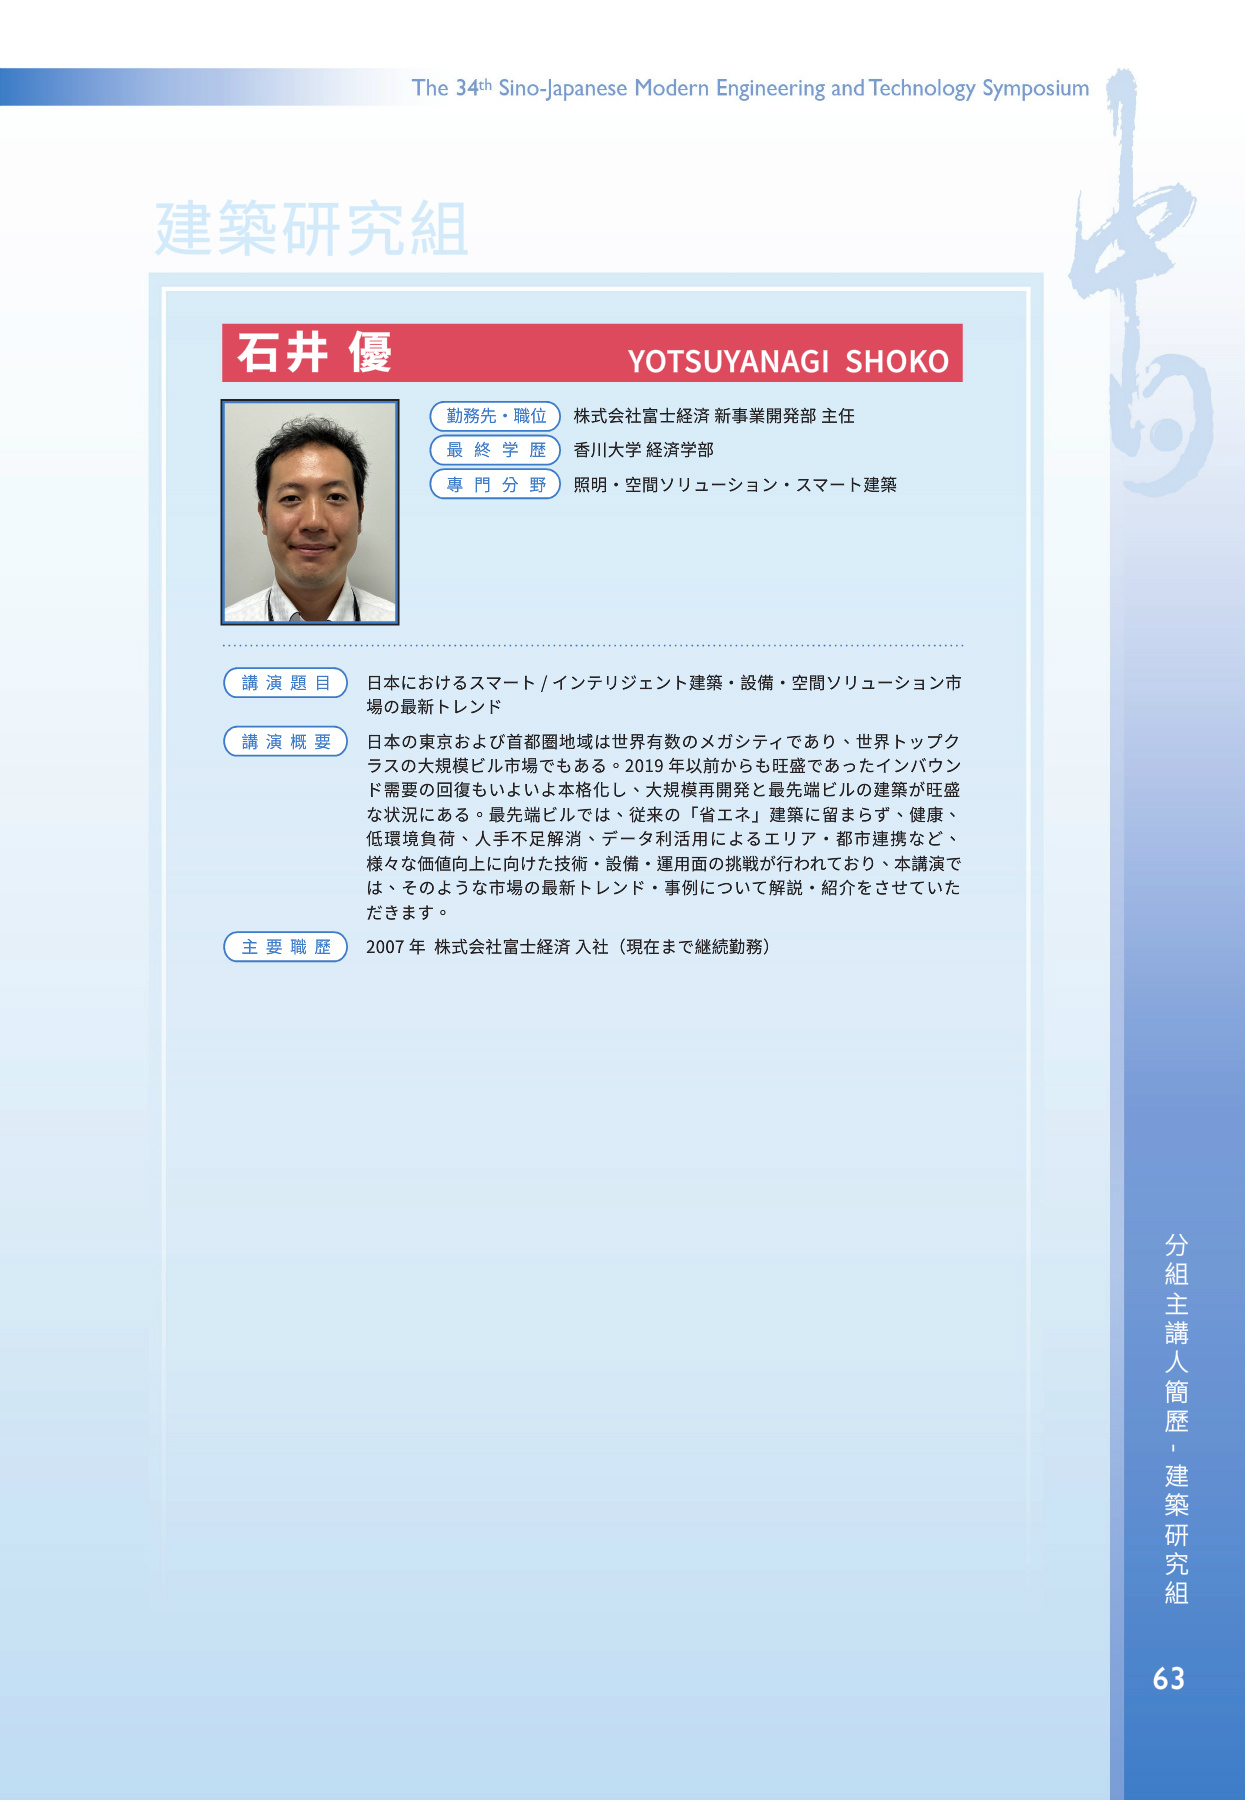 The 34th Sino-Japanese Modern Engineering and Technology Symposium
中日
建築研究組
石井 優 YOTSUYANAGI SHOKO
勤務先・職位 株式会社富士経済 新事業開発部 主任
最終学歴 香川大学 経済学部
專門分野 照明・空間ソリューション・スマート建築
講演題目 日本におけるスマート / インテリジェント建築・設備・空間ソリューション市
場の最新トレンド
講演概要 日本の東京および首都圏地域は世界有数のメガシティであり、世界トップク
ラスの大規模ビル市場でもある。2019 年以前からも旺盛であったインバウン
ド需要の回復もいよいよ本格化し、大規模再開発と最先端ビルの建築が旺盛
な状況にある。最先端ビルでは、従来の「省エネ」建築に留まらず、健康、
低環境負荷、人手不足解消、データ利活用によるエリア・都市連携など、
様々な価値向上に向けた技術・設備・運用面の挑戦が行われており、本講演で
は、そのような市場の最新トレンド・事例について解説・紹介をさせていた
だきます。
主要職歷 2007 年 株式会社富士経済 入社（現在まで継続勤務）
分組主講人簡歷-建築研究組
63